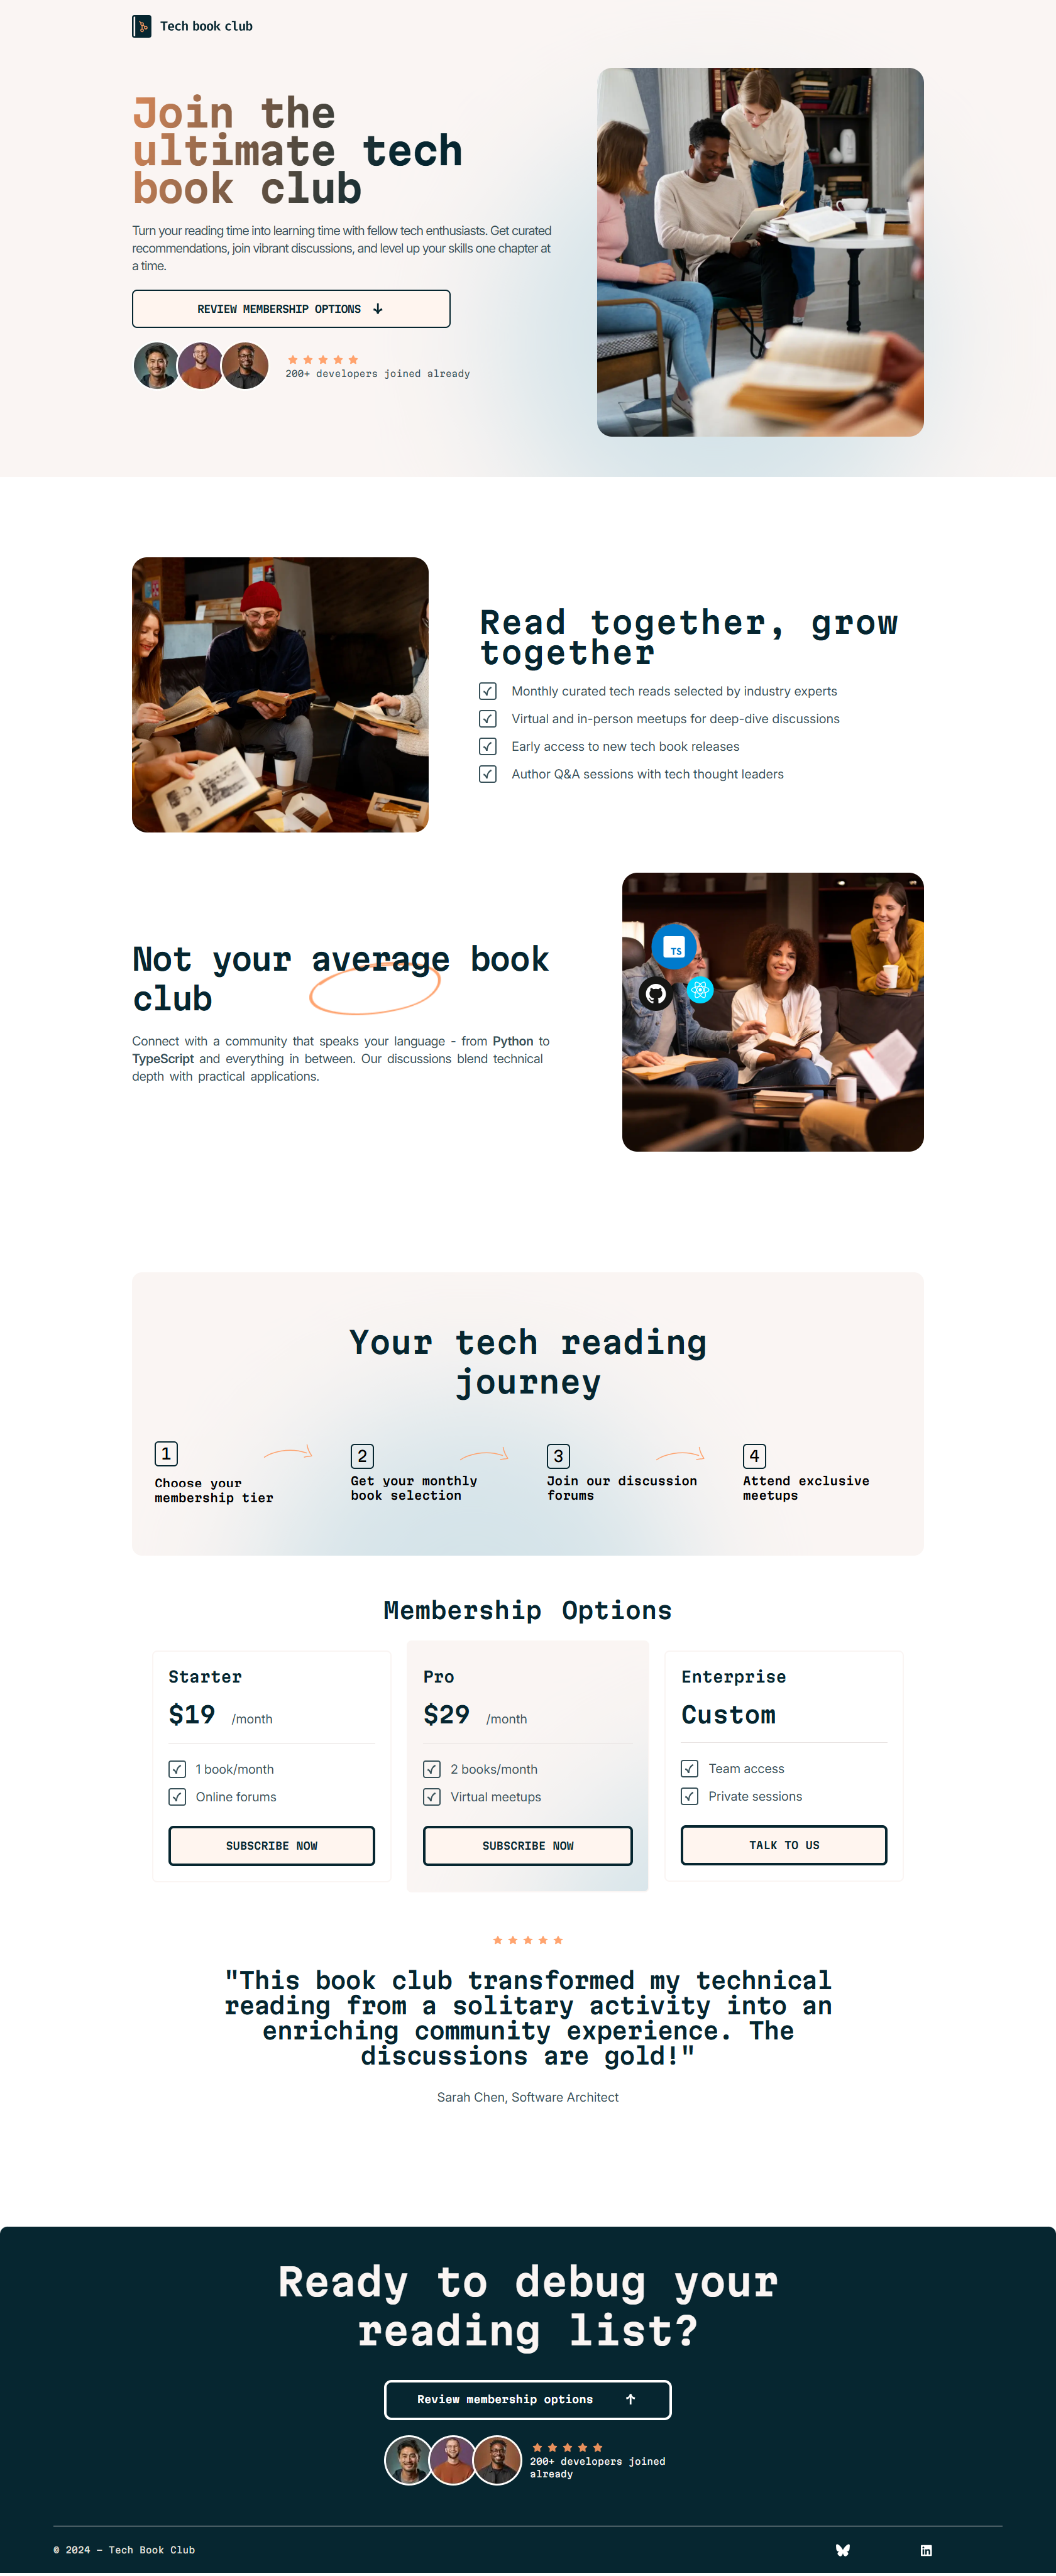 Tech book club
Join the
ultimate tech
book club
Turn your reading time into learning time with fellow tech enthusiasts. Get curated
recommendations, join vibrant discussions, and level up your skills one chapter at
a time.
REVIEW MEMBERSHIP OPTIONS
200+ developers joined already
Read together, grow
together
Monthly curated tech reads selected by industry experts
Virtual and in-person meetups for deep-dive discussions
Early access to new tech book releases
Author Q&A sessions with tech thought leaders
Not your average book
club
Connect with a community that speaks your language - from Python to
TypeScript and everything in between. Our discussions blend technical
depth with practical applications.
TS
Your tech reading
journey
1
Choose your
membership tier
2
Get your monthly
book selection
3
Join our discussion
forums
4
Attend exclusive
meetups
Membership Options
Starter
$19 /month
1 book/month
Online forums
SUBSCRIBE NOW
Pro
$29 /month
2 books/month
Virtual meetups
SUBSCRIBE NOW
Enterprise
Custom
Team access
Private sessions
TALK TO US
"This book club transformed my technical
reading from a solitary activity into an
enriching community experience. The
discussions are gold!"
Sarah Chen, Software Architect
Ready to debug your
reading list?
Review membership options
200+ developers joined
already
© 2024 – Tech Book Club
in